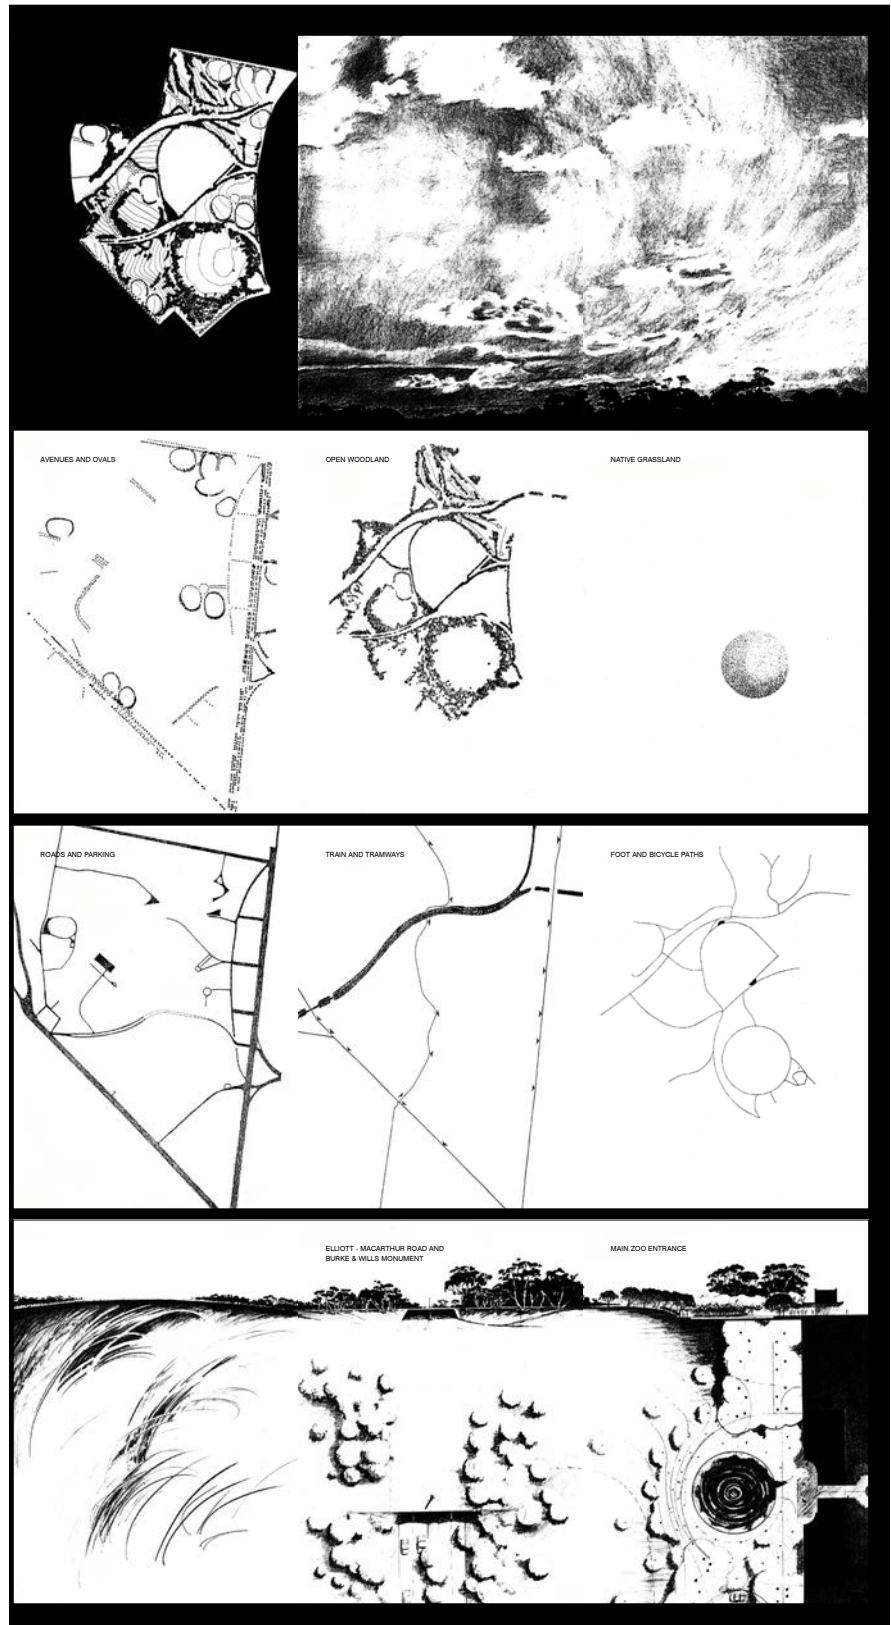 AVENUES AND OVALS
OPEN WOODLAND
NATIVE GRASSLAND
ROADS AND PARKING
TRAIN AND TRAMWAYS
FOOT AND BICYCLE PATHS
ELLIOTT - MACARTHUR ROAD AND
BURKE & WILLS MONUMENT
MAIN ZOO ENTRANCE